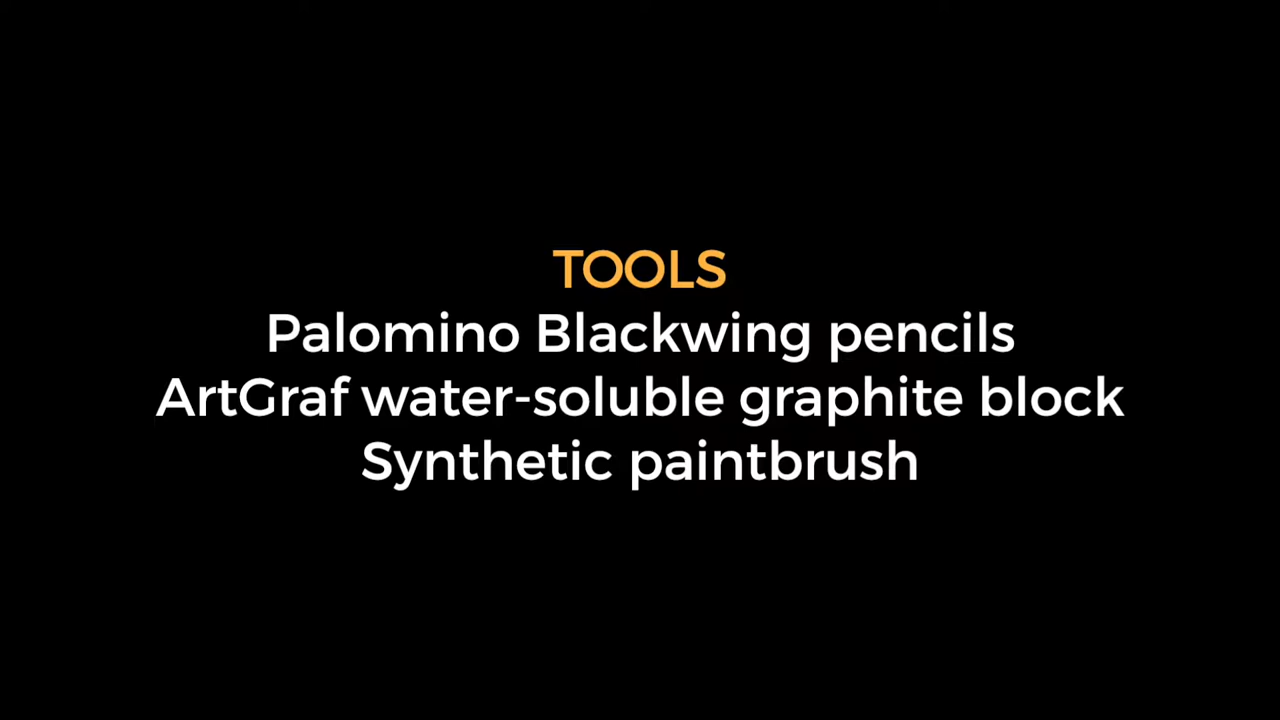 TOOLS
Palomino Blackwing pencils
ArtGraf water-soluble graphite block
Synthetic paintbrush